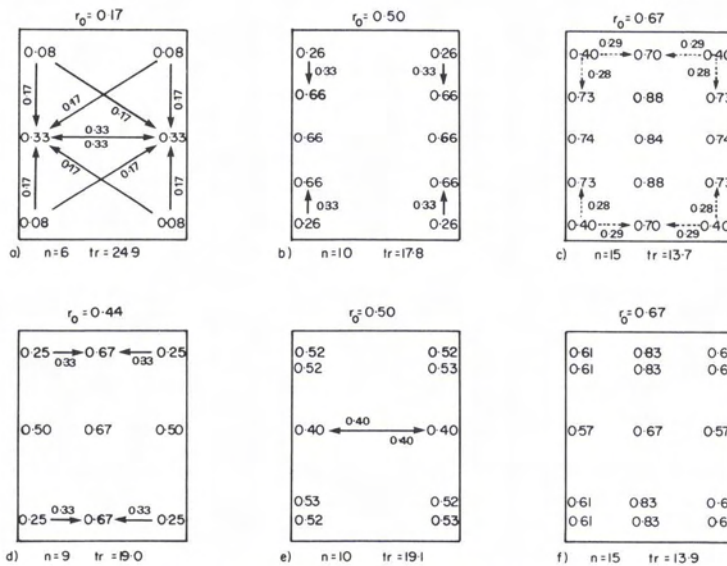 r₀ = 0·17
0·08 0·08
0·17 0·17 0·17 0·17
0·33 0·33 0·33
0·33
0·17 0·17 0·17 0·17
0·08 0·08
a) n=6 tr=24·9
r₀ = 0·50
0·26 0·26
0·33 0·33
0·66 0·66
0·66 0·66
0·66 0·66
0·33 0·33
0·26 0·26
b) n=10 tr=17·8
r₀ = 0·67
0·40 0·29 0·70 0·29 0·40
0·28 0·28
0·73 0·88
0·74 0·84
0·73 0·88
0·28 0·28
0·40 0·29 0·70 0·29 0·40
c) n=15 tr=13·7
r₀ = 0·44
0·25 0·67 0·25
0·33 0·33
0·50 0·67 0·50
0·33 0·33
0·25 0·67 0·25
d) n=9 tr=19·0
r₀ = 0·50
0·52 0·52
0·52 0·53
0·40 0·40 0·40
0·40
0·53 0·52
0·52 0·53
e) n=10 tr=19·1
r₀ = 0·67
0·61 0·83
0·61 0·83
0·57 0·67 0·57
0·61 0·83
0·61 0·83
f) n=15 tr=13·9